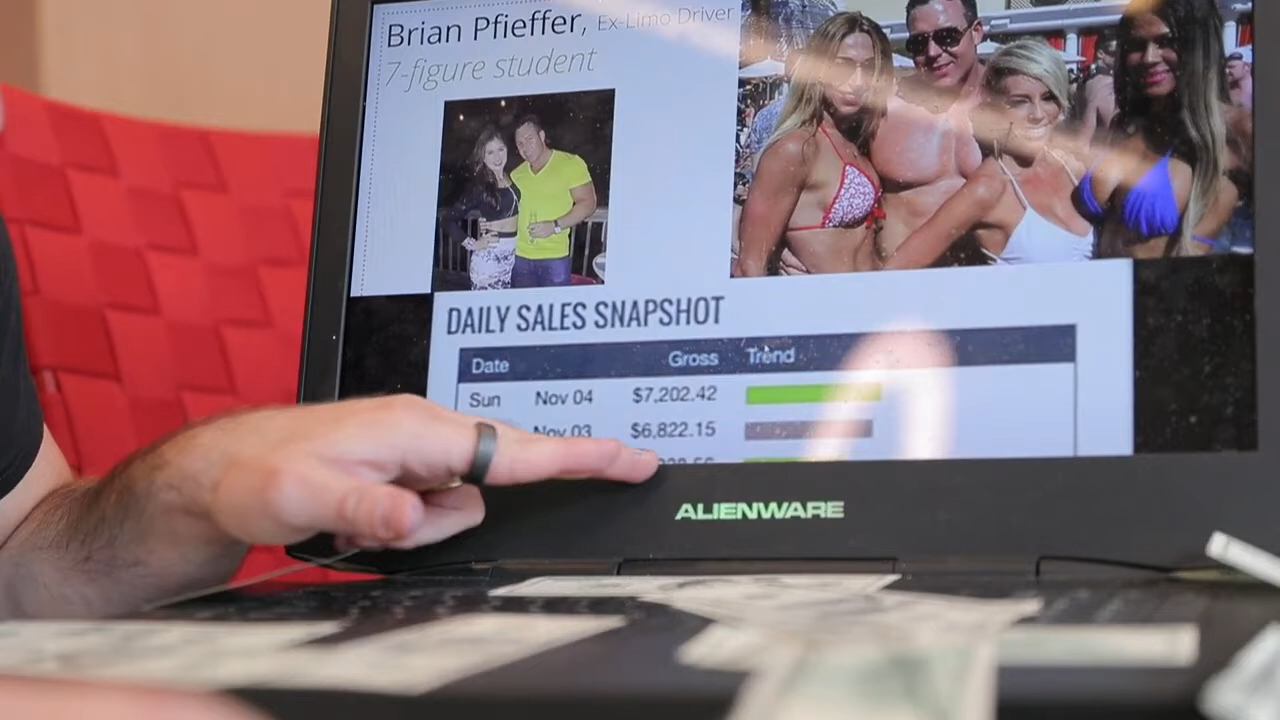 Brian Pfieffer, Ex-Limo Driver
7-figure student
DAILY SALES SNAPSHOT
Date Gross Trend
Sun Nov 04 $7,202.42
Nov 03 $6,822.15
ALIENWARE